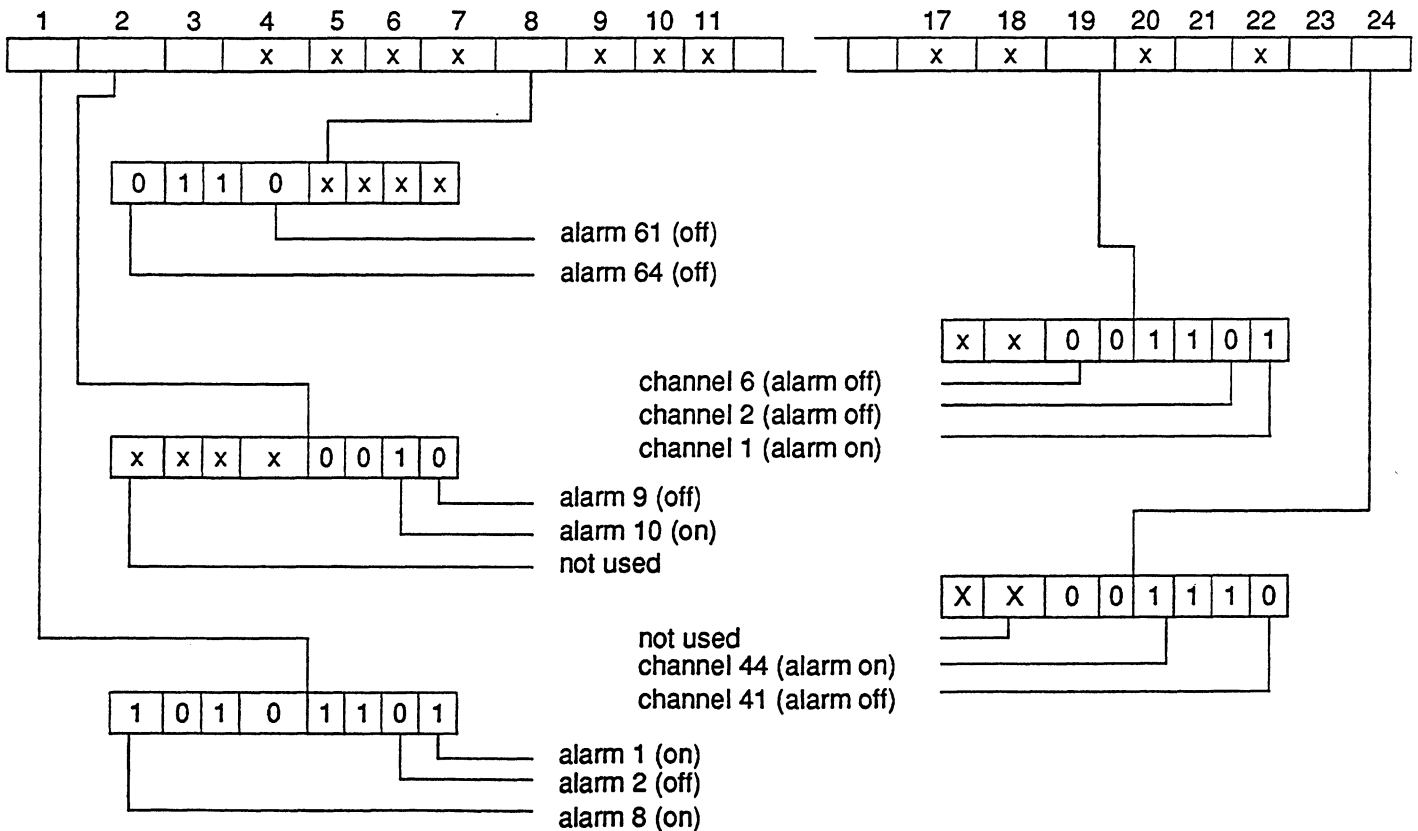 1 2 3 4 5 6 7 8 9 10 11 17 18 19 20 21 22 23 24
x x x x x x x x x x x
0 1 1 0 x x x x
alarm 61 (off)
alarm 64 (off)
x x 0 0 1 1 0 1
channel 6 (alarm off)
channel 2 (alarm off)
channel 1 (alarm on)
x x x x 0 0 1 0
alarm 9 (off)
alarm 10 (on)
not used
X X 0 0 1 1 1 0
not used
channel 44 (alarm on)
channel 41 (alarm off)
1 0 1 0 1 1 0 1
alarm 1 (on)
alarm 2 (off)
alarm 8 (on)